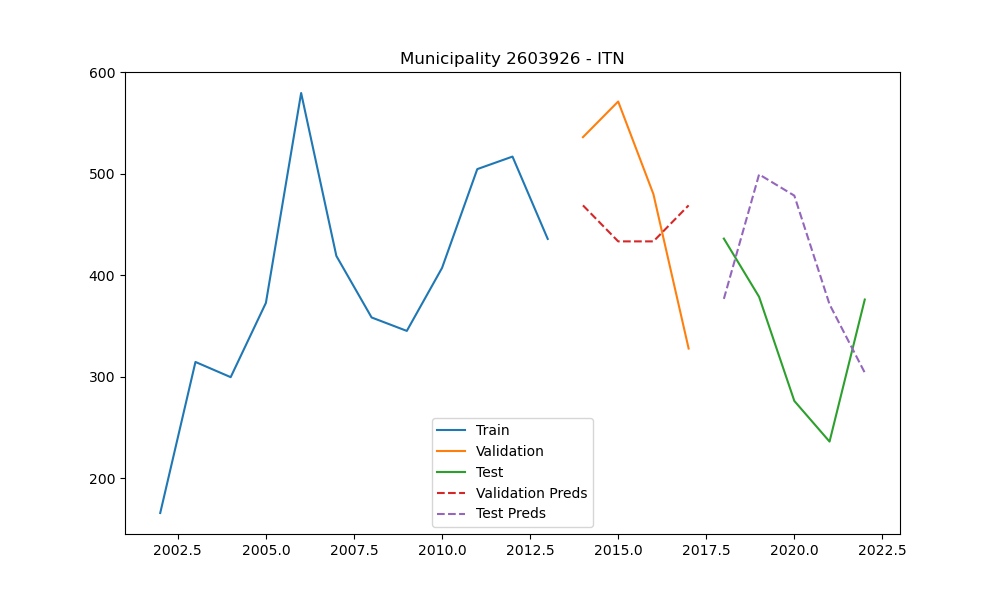 Municipality 2603926 - ITN
600
500
400
300
200
Train
Validation
Test
Validation Preds
Test Preds
2002.5 2005.0 2007.5 2010.0 2012.5 2015.0 2017.5 2020.0 2022.5